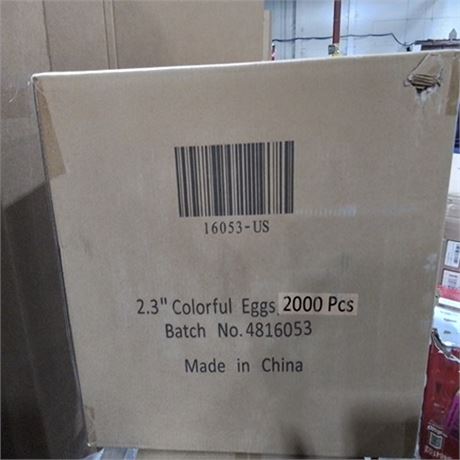 16053-US
2.3" Colorful Eggs 2000 Pcs
Batch No.4816053
Made in China